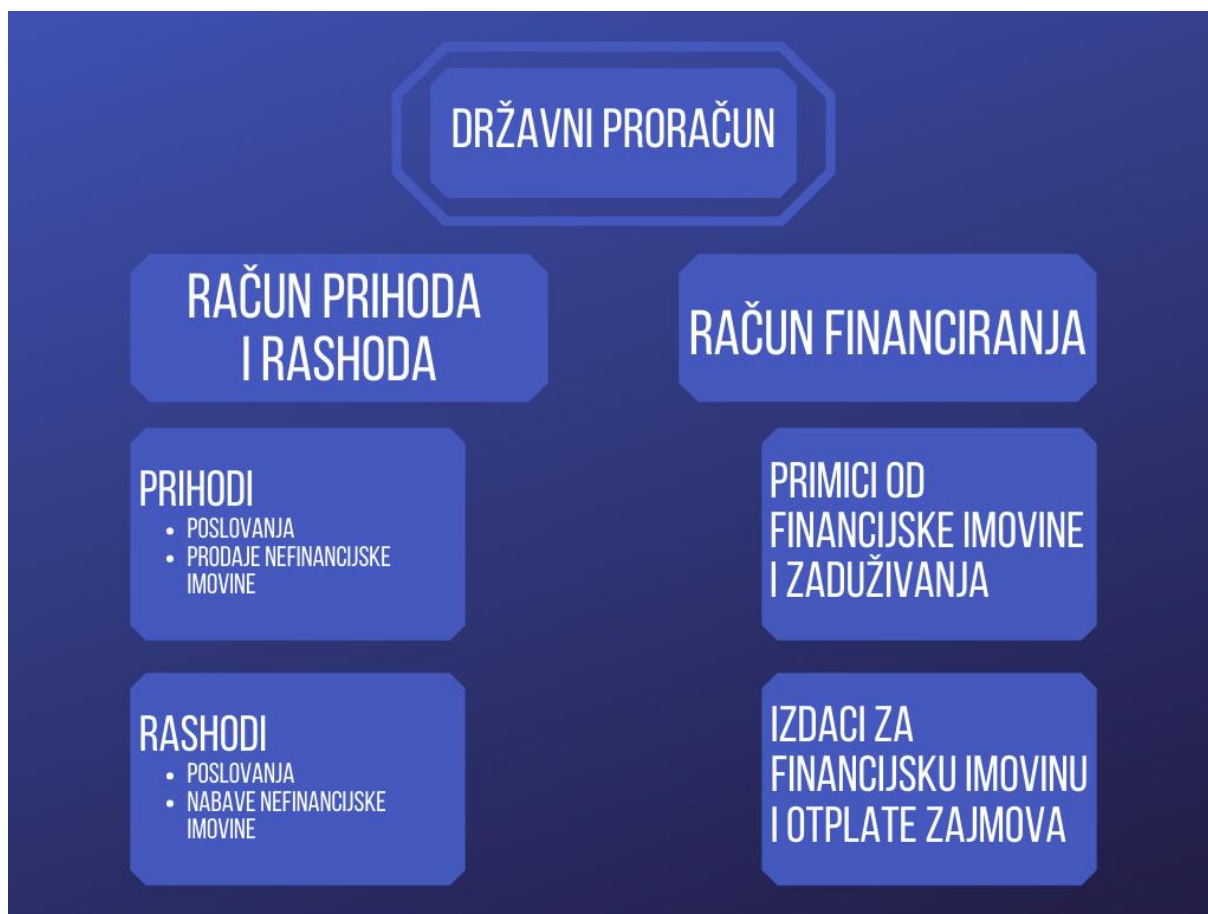 DRŽAVNI PRORAČUN
RAČUN PRIHODA
I RASHODA
RAČUN FINANCIRANJA
PRIHODI
• POSLOVANJA
• PRODAJE NEFINANCIJSKE
IMOVINE
PRIMICI OD
FINANCIJSKE IMOVINE
I ZADUŽIVANJA
RASHODI
• POSLOVANJA
• NABAVE NEFINANCIJSKE
IMOVINE
IZDACI ZA
FINANCIJSKU IMOVINU
I OTPLATE ZAJMOVA